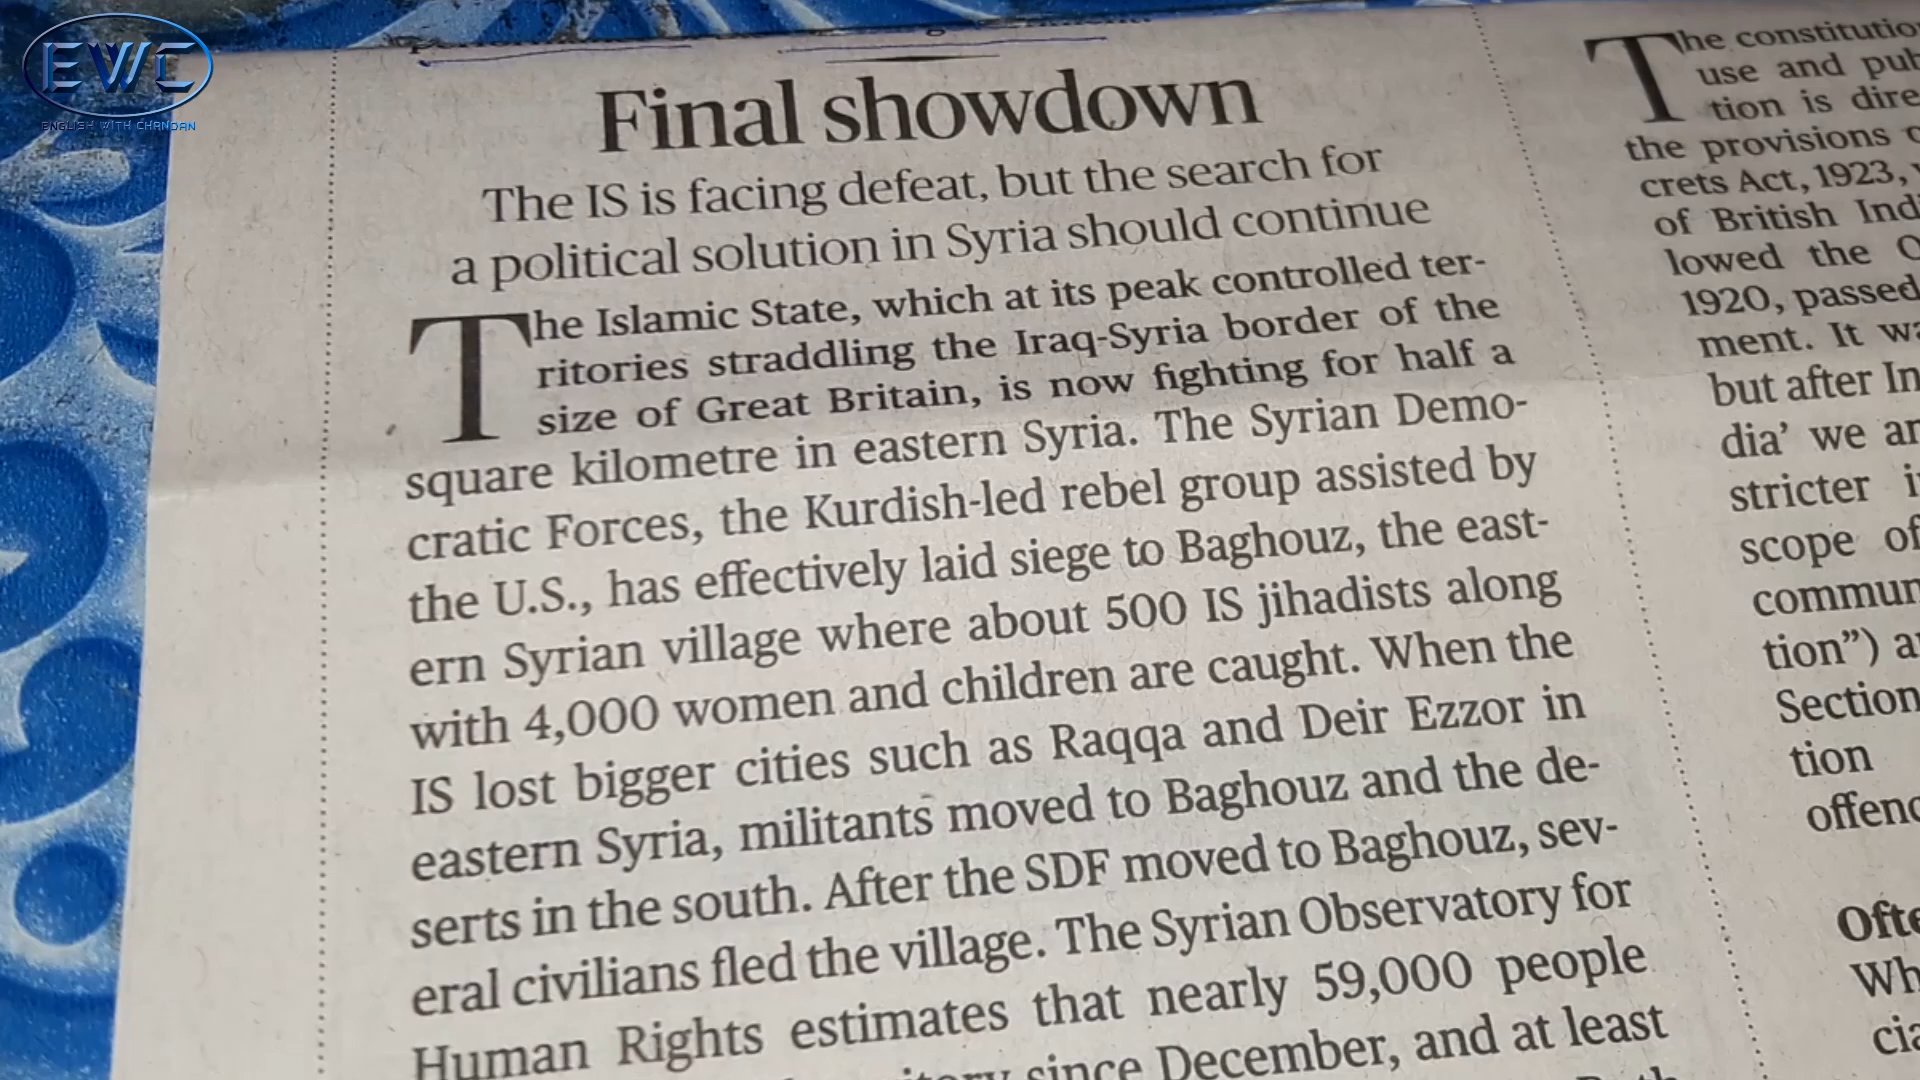 EWC
ENGLISH WITH CHANDAN
Final showdown
The IS is facing defeat, but the search for
a political solution in Syria should continue
The Islamic State, which at its peak controlled ter-
ritories straddling the Iraq-Syria border of the
size of Great Britain, is now fighting for half a
square kilometre in eastern Syria. The Syrian Demo-
cratic Forces, the Kurdish-led rebel group assisted by
the U.S., has effectively laid siege to Baghouz, the east-
ern Syrian village where about 500 IS jihadists along
with 4,000 women and children are caught. When the
IS lost bigger cities such as Raqqa and Deir Ezzor in
eastern Syria, militants moved to Baghouz and the de-
serts in the south. After the SDF moved to Baghouz, sev-
eral civilians fled the village. The Syrian Observatory for
Human Rights estimates that nearly 59,000 people
since December, and at least
The constitutio
use and pub
tion is dire
the provisions
crets Act, 1923,
of British Indi
lowed the
1920, passed
ment. It wa
but after In
dia’ we ar
stricter i
scope of
commun
tion”) a
Section
tion
offenc
Ofte
Wh
cia